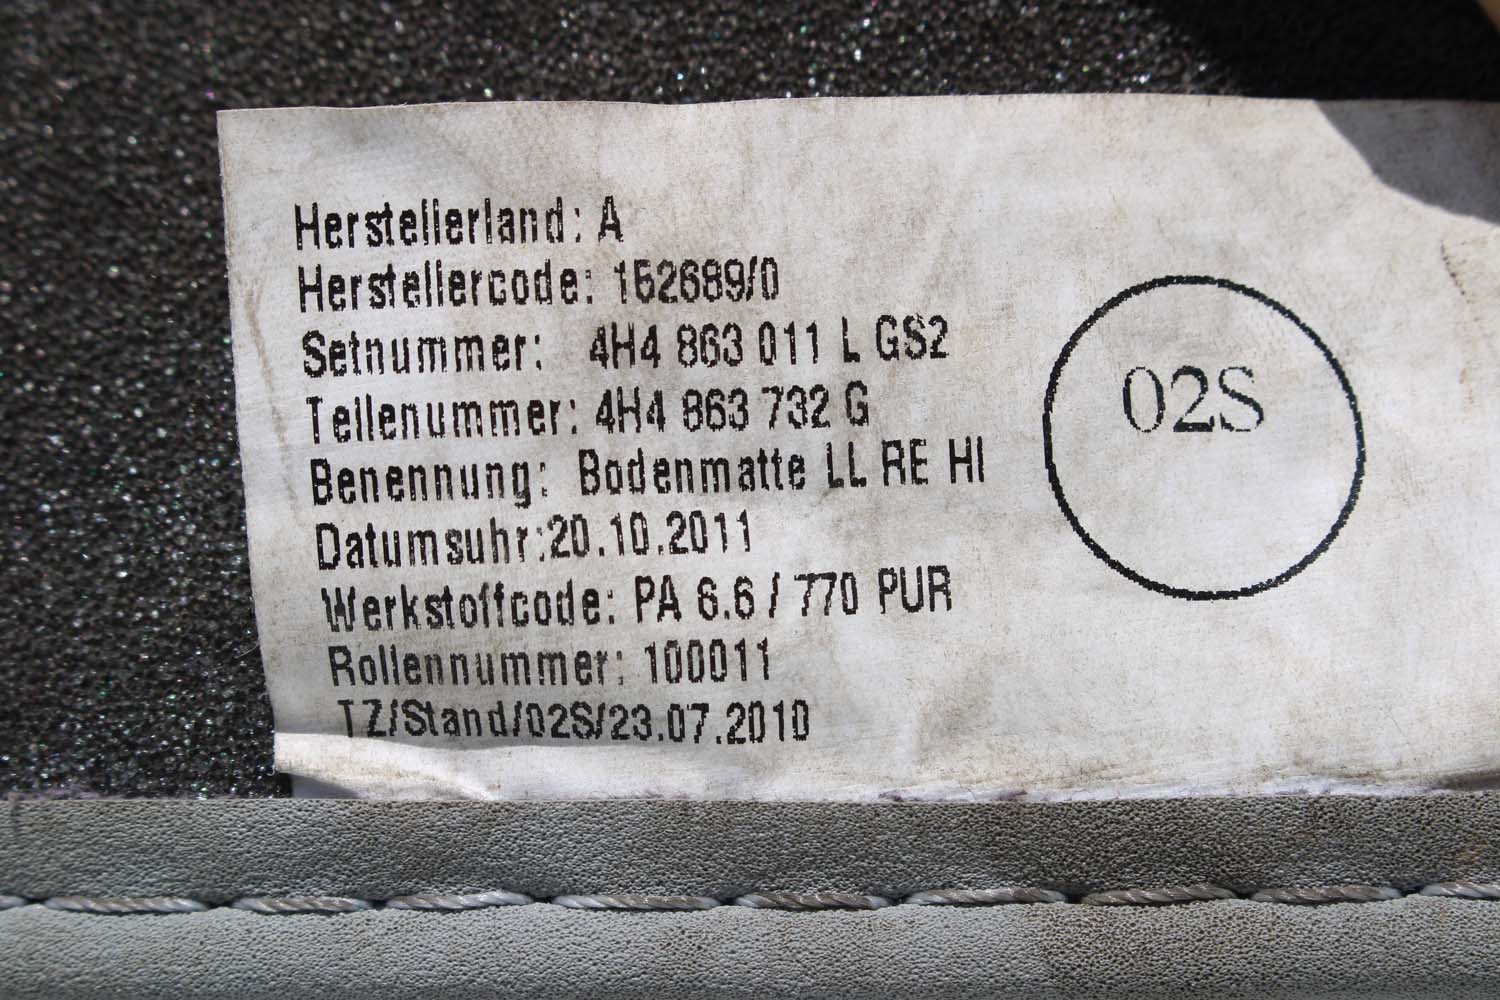 Herstellerland: A
Herstellercode: 152689/0
Setnummer: 4H4 863 011 L GS2
Teilenummer: 4H4 863 732 G
Benennung: Bodenmatte LL RE HI
Datumsuhr:20.10.2011
Werkstoffcode: PA 6.6 / 770 PUR
Rollennummer: 100011
TZ/Stand/02S/23.07.2010
02S